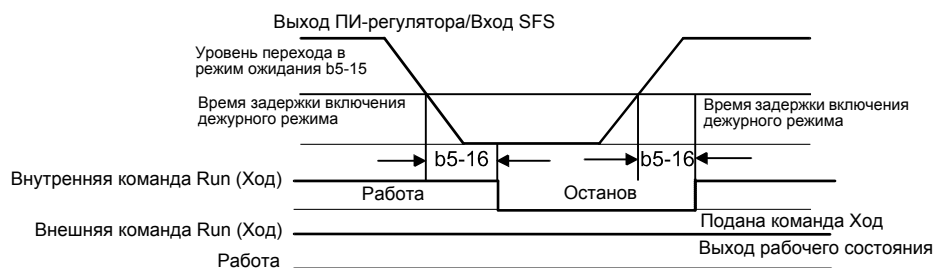 Выход ПИ-регулятора/Вход SFS
Уровень перехода в
режим ожидания b5-15
Время задержки включения
дежурного режима
Время задержки включения
дежурного режима
b5-16
b5-16
Внутренняя команда Run (Ход)
Работа
Останов
Подана команда Ход
Внешняя команда Run (Ход)
Выход рабочего состояния
Работа